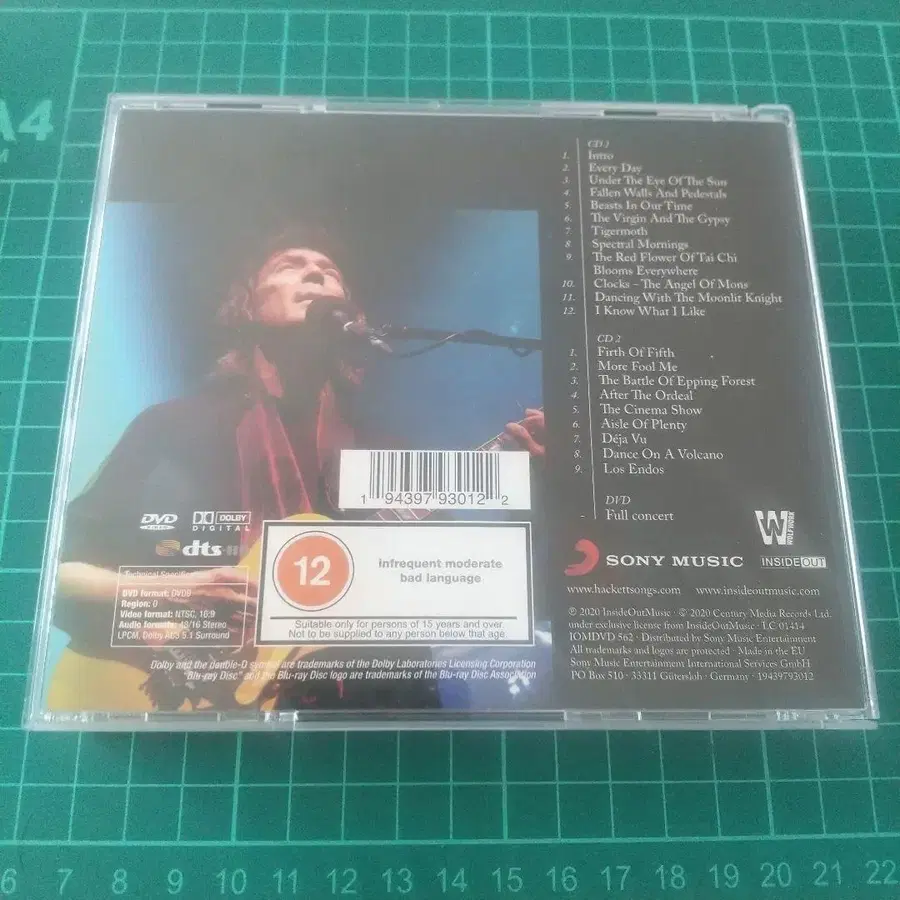 A4
CD 1
1. Intro
2. Every Day
3. Under The Eye Of The Sun
4. Fallen Walls And Pedestals
5. Beasts In Our Time
6. The Virgin And The Gypsy
7. Tigermoth
8. Spectral Mornings
9. The Red Flower Of Tai Chi
Blooms Everywhere
10. Clocks – The Angel Of Mons
11. Dancing With The Moonlit Knight
12. I Know What I Like
CD 2
1. Firth Of Fifth
2. More Fool Me
3. The Battle Of Epping Forest
4. After The Ordeal
5. The Cinema Show
6. Aisle Of Plenty
7. Déja Vu
8. Dance On A Volcano
9. Los Endos
DVD
- Full concert
1 94397 93012 2
DVD
VIDEO
DOLBY
DIGITAL
dts
12
infrequent moderate
bad language
Suitable only for persons of 15 years and over
Not to be supplied to any person below that age
DVD format: DVD9
Region: 0
Video format: NTSC, 16:9
Audio formats: 48/16 Stereo
LPCM, Dolby AC3 5.1 Surround
Dolby and the double-D symbol are trademarks of the Dolby Laboratories Licensing Corporation
"Blu-ray Disc" and the Blu-ray Disc logo are trademarks of the Blu-ray Disc Association
W
WOLFWORK
SONY MUSIC
INSIDEOUT
www.hackettsongs.com www.insideoutmusic.com
℗ 2020 InsideOutMusic · © 2020 Century Media Records Ltd.
under exclusive license from InsideOutMusic · LC 01414
IOMDVD 562 · Distributed by Sony Music Entertainment
All trademarks and logos are protected · Made in the EU
Sony Music Entertainment International Services GmbH
PO Box 510 · 33311 Gütersloh · Germany · 19439793012
6 7 8 9 10 11 12 13 14 15 16 17 18 19 20 21 22